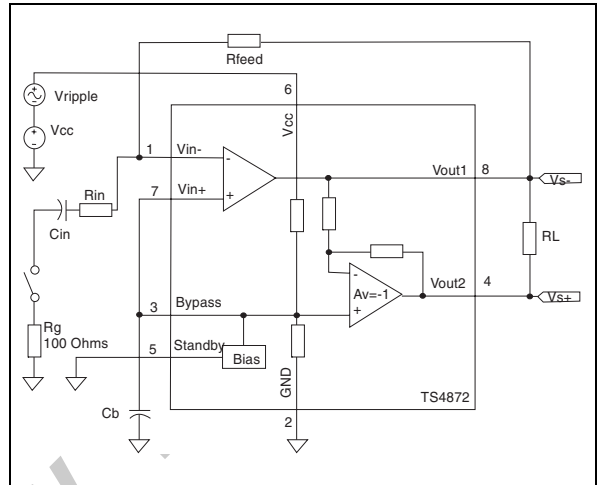 Rfeed
6
Vripple
Vcc
Vcc
1
Vin-
-
Vout1
8
Vs-
7
Vin+
+
Rin
Cin
RL
-
Av=-1
+
Vout2
4
Vs+
3
Bypass
Rg
100 Ohms
5
Standby
Bias
GND
TS4872
Cb
2